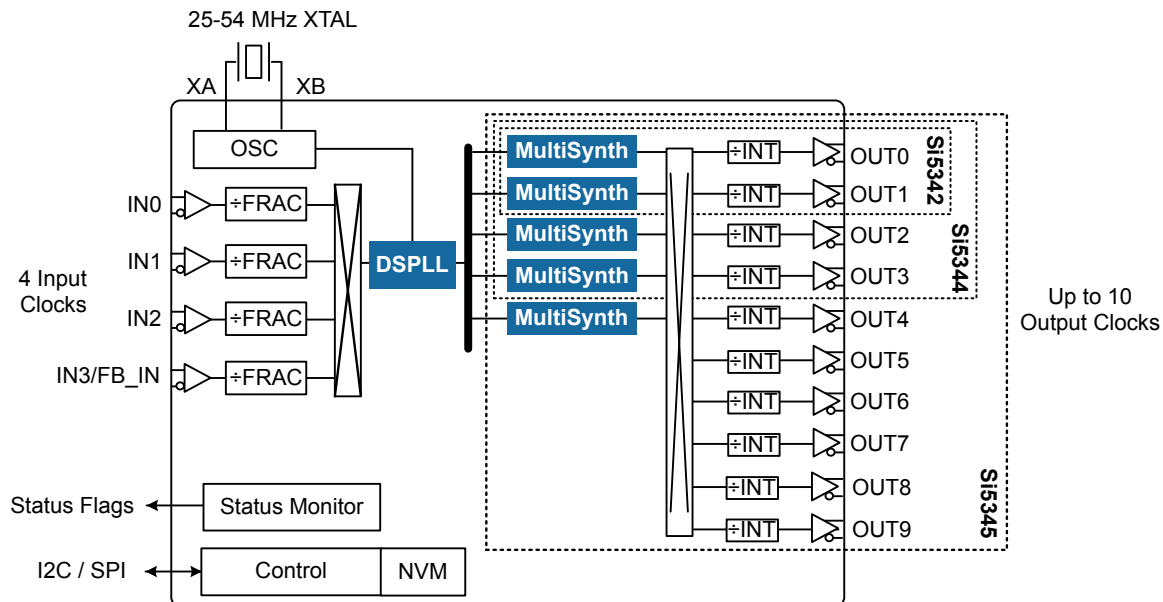 25-54 MHz XTAL
XA
XB
OSC
IN0
÷FRAC
IN1
÷FRAC
IN2
÷FRAC
IN3/FB_IN
÷FRAC
4 Input
Clocks
DSPLL
MultiSynth
MultiSynth
MultiSynth
MultiSynth
MultiSynth
÷INT
OUT0
÷INT
OUT1
÷INT
OUT2
÷INT
OUT3
÷INT
OUT4
÷INT
OUT5
÷INT
OUT6
÷INT
OUT7
÷INT
OUT8
÷INT
OUT9
Si5342
Si5344
Si5345
Up to 10
Output Clocks
Status Flags
Status Monitor
I2C / SPI
Control
NVM